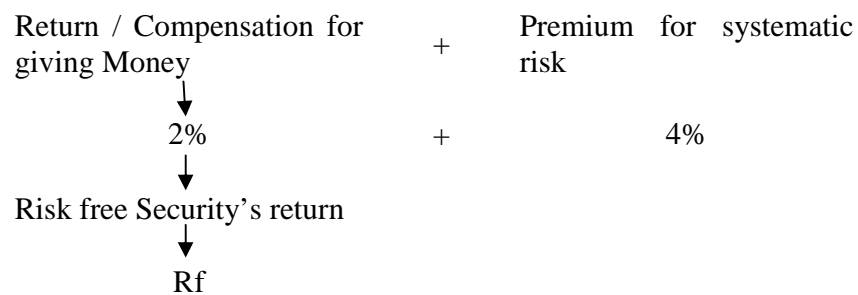 Return / Compensation for
giving Money
+
Premium for systematic
risk
2%
+
4%
Risk free Security’s return
Rf